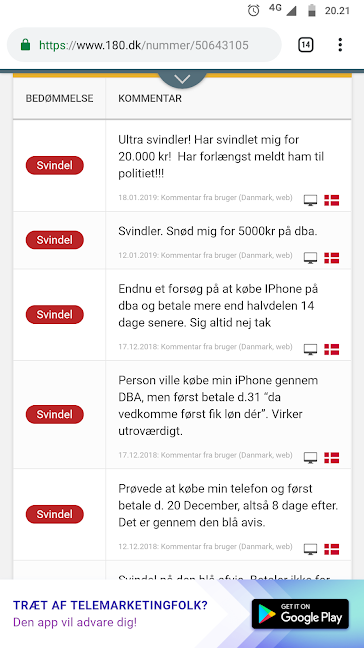 4G 20.21
https://www.180.dk/nummer/50643105 14
BEDØMMELSE KOMMENTAR
Ultra svindler! Har svindlet mig for
20.000 kr! Har forlængst meldt ham til
Svindel
politiet!!!
18.01.2019: Kommentar fra bruger (Danmark, web)
Svindler. Snød mig for 5000kr på dba.
Svindel
12.01.2019: Kommentar fra bruger (Danmark, web)
Endnu et forsøg på at købe IPhone på
dba og betale mere end halvdelen 14
Svindel
dage senere. Sig altid nej tak
17.12.2018: Kommentar fra bruger (Danmark, web)
Person ville købe min iPhone gennem
DBA, men først betale d.31 “da
Svindel
vedkomme først fik løn dér”. Virker
utroværdigt.
17.12.2018: Kommentar fra bruger (Danmark, web)
Prøvede at købe min telefon og først
betale d. 20 December, altså 8 dage efter.
Svindel
Det er gennem den blå avis.
12.12.2018: Kommentar fra bruger (Danmark, web)
Svindel på den blå afvis. Betaler ikke for
TRÆT AF TELEMARKETINGFOLK?
Den app vil advare dig!
GET IT ON
Google Play